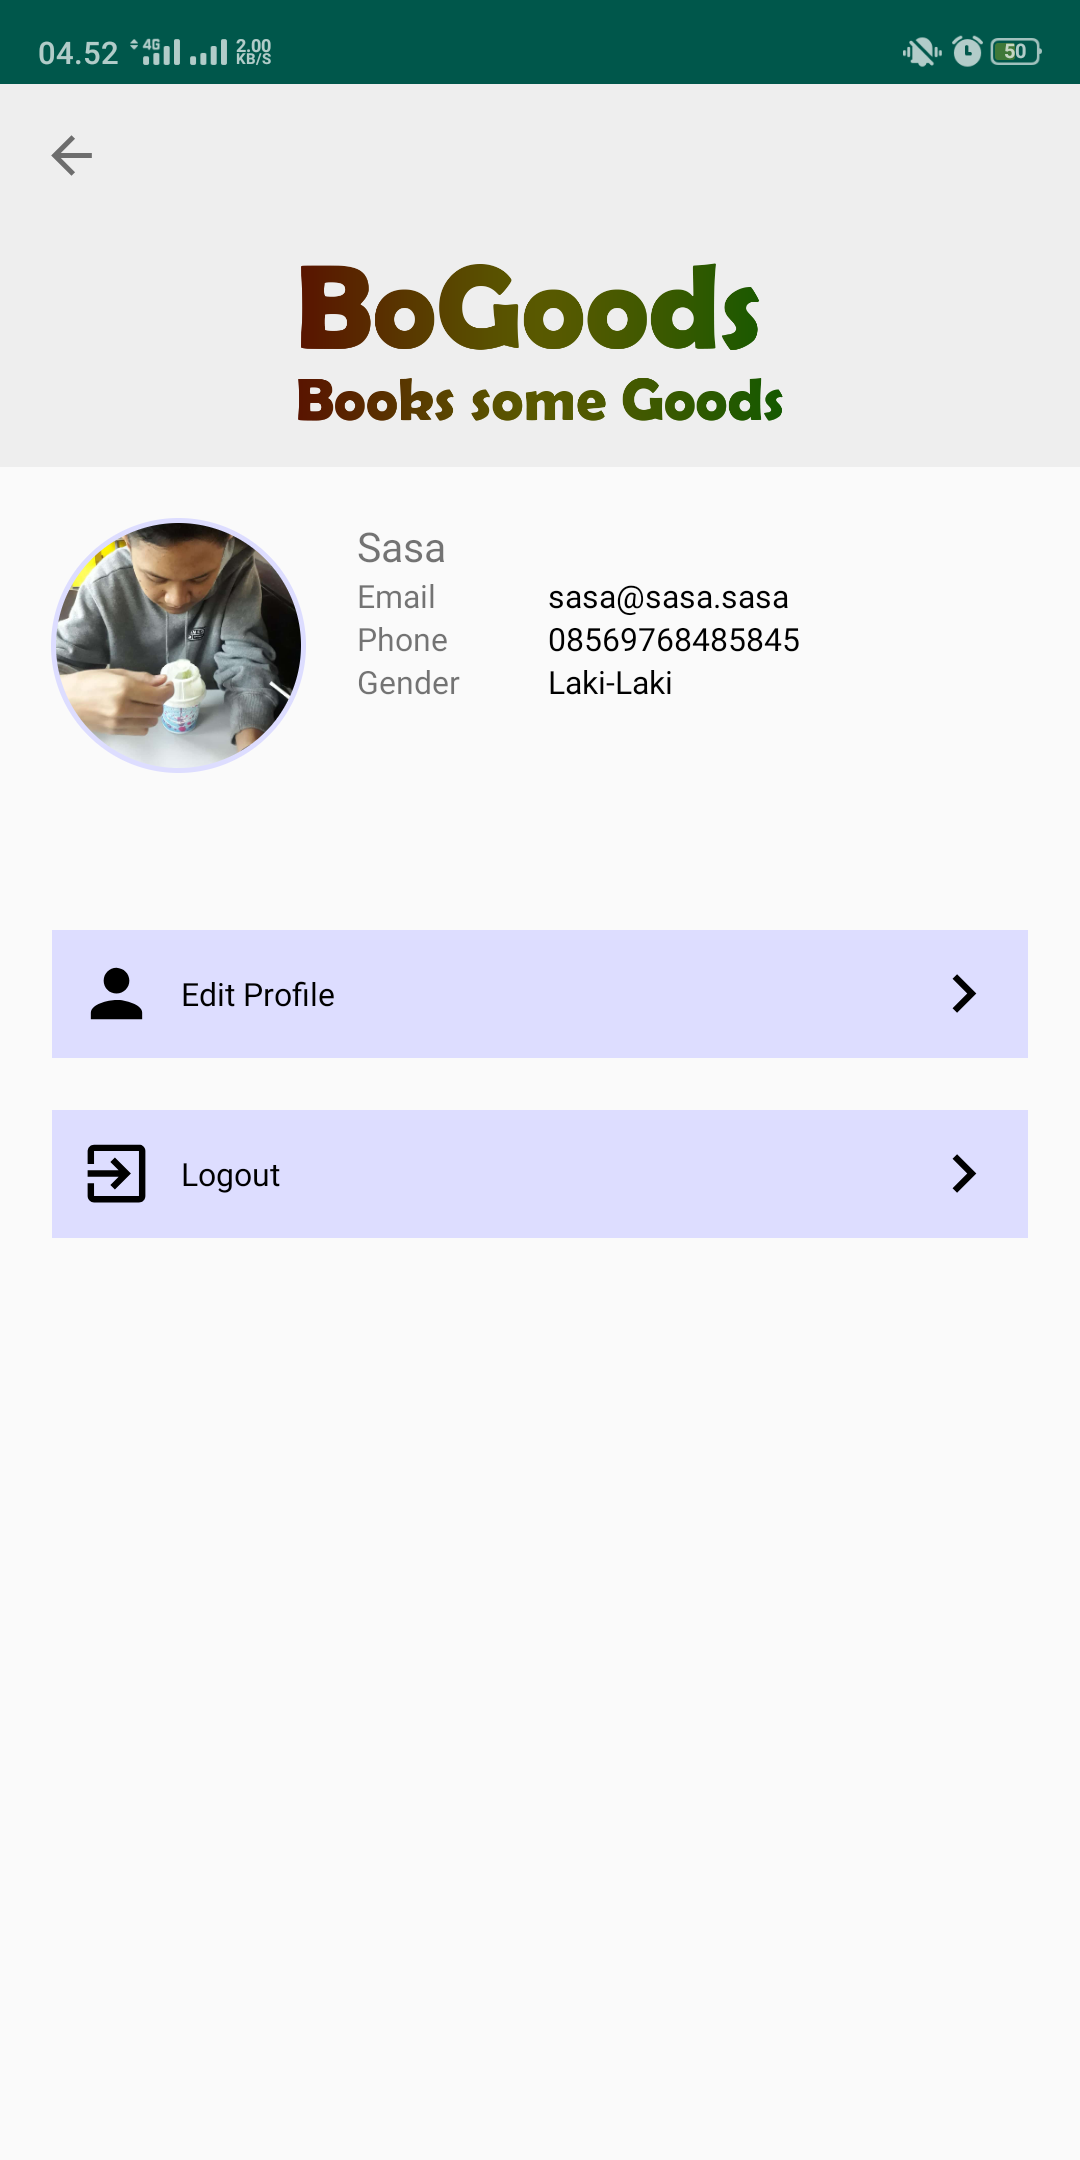 04.52 4G 2.00 KB/S 50
BoGoods
Books some Goods
Sasa
Email sasa@sasa.sasa
Phone 08569768485845
Gender Laki-Laki
Edit Profile
Logout